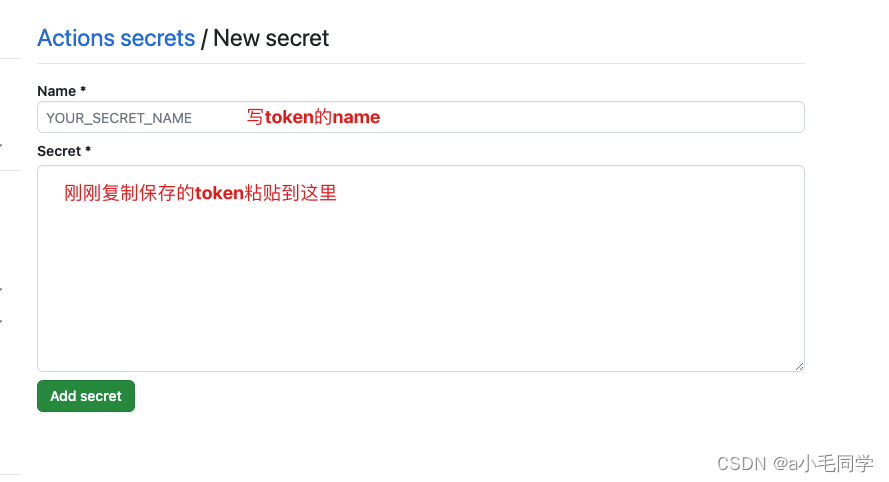 Actions secrets / New secret
Name *
YOUR_SECRET_NAME 写token的name
Secret *
刚刚复制保存的token粘贴到这里
Add secret
CSDN @a小毛同学